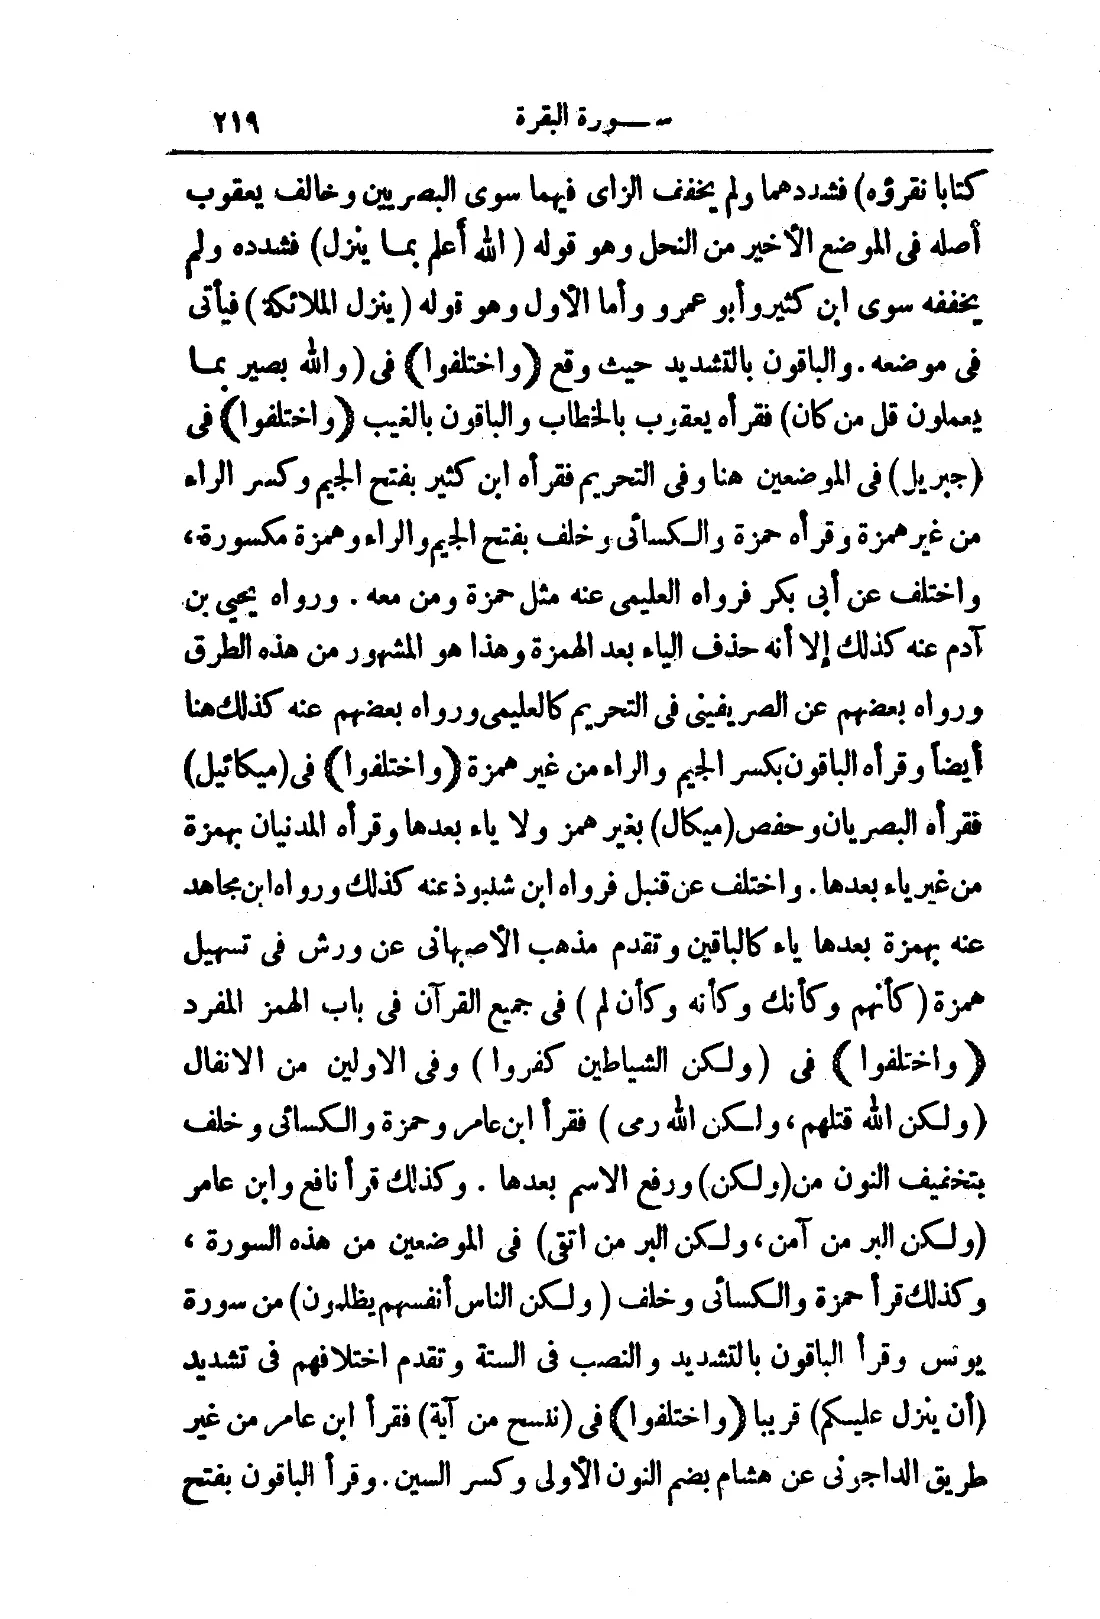 سورة البقرة ٢١٩
كتابا نقرؤه) فشددهما ولم يخفف الزاى فيهما سوى البصريين وخالف يعقوب
أصله فى الموضع الأخير من النحل وهو قوله ( الله أعلم بمـا ينزل) فشدده ولم
يخففه سوى ابن كثير وأبو عمرو وأما الأول وهو قوله ( ينزل الملائكة ) فيأتى
فى موضعه . والباقون بالتشديد حيث وقع (واختلفوا) فى (والله بصير بمـا
يعملون قل من كان) فقرأه يعقوب بالخطاب والباقون بالغيب (واختلفوا) فى
(جبريل) فى الموضعين هنا وفى التحريم فقرأه ابن كثير بفتح الجيم وكسر الراء
من غير همزة وقرأه حمزة والكسائى وخلف بفتح الجيم والراء وهمزة مكسورة،
واختلف عن أبى بكر فرواه العليمى عنه مثل حمزة ومن معه . ورواه يحيى بن
آدم عنه كذلك إلا أنه حذف الياء بعد الهمزة وهذا هو المشهور من هذه الطرق
ورواه بعضهم عن الصريفينى فى التحريم كالعليمى ورواه بعضهم عنه كذلك هنا
أيضاً وقرأه الباقون بكسر الجيم والراء من غير همزة (واختلفوا) فى (ميكائيل)
فقرأه البصريان وحفص (ميكال) بغير همز ولا ياء بعدها وقرأه المدنيان بهمزة
من غير ياء بعدها . واختلف عن قنبل فرواه ابن شنبوذ عنه كذلك ورواه ابن مجاهد
عنه بهمزة بعدها ياء كالباقين وتقدم مذهب الأصبهانى عن ورش فى تسهيل
همزة ( كأنهم وكأنك وكأنه وكأن لم ) فى جميع القرآن فى باب الهمز المفرد
(واختلفوا) فى (ولكن الشياطين كفروا ) وفى الاولين من الانفال
(ولكن الله قتلهم ، ولكن الله رمى ) فقرأ ابن عامر وحمزة والكسائى وخلف
بتخفيف النون من (ولكن) ورفع الاسم بعدها . وكذلك قرأ نافع وابن عامر
(ولكن البر من آمن، ولكن البر من اتقى) فى الموضعين من هذه السورة ،
وكذلك قرأ حمزة والكسائى وخلف ( ولكن الناس أنفسهم يظلمون) من سورة
يونس وقرأ الباقون بالتشديد والنصب فى الستة وتقدم اختلافهم فى تشديد
(أن ينزل عليكم) قريبا (واختلفوا) فى (ننسخ من آية) فقرأ ابن عامر من غير
طريق الداجونى عن هشام بضم النون الأولى وكسر السين . وقرأ الباقون بفتح